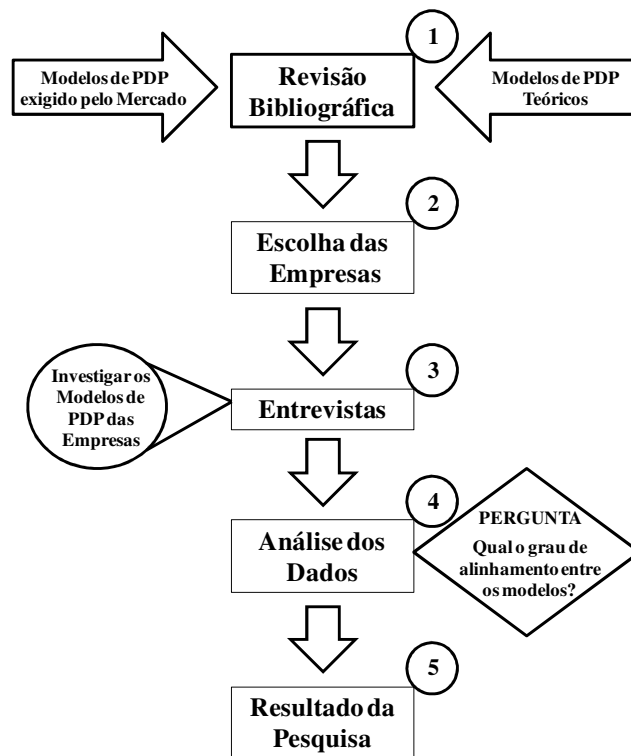 1
Modelos de PDP
exigido pelo Mercado
Revisão
Bibliográfica
Modelos de PDP
Teóricos
2
Escolha das
Empresas
3
Investigar os
Modelos de
PDP das
Empresas
Entrevistas
4
Análise dos
Dados
PERGUNTA
Qual o grau de
alinhamento entre
os modelos?
5
Resultado da
Pesquisa